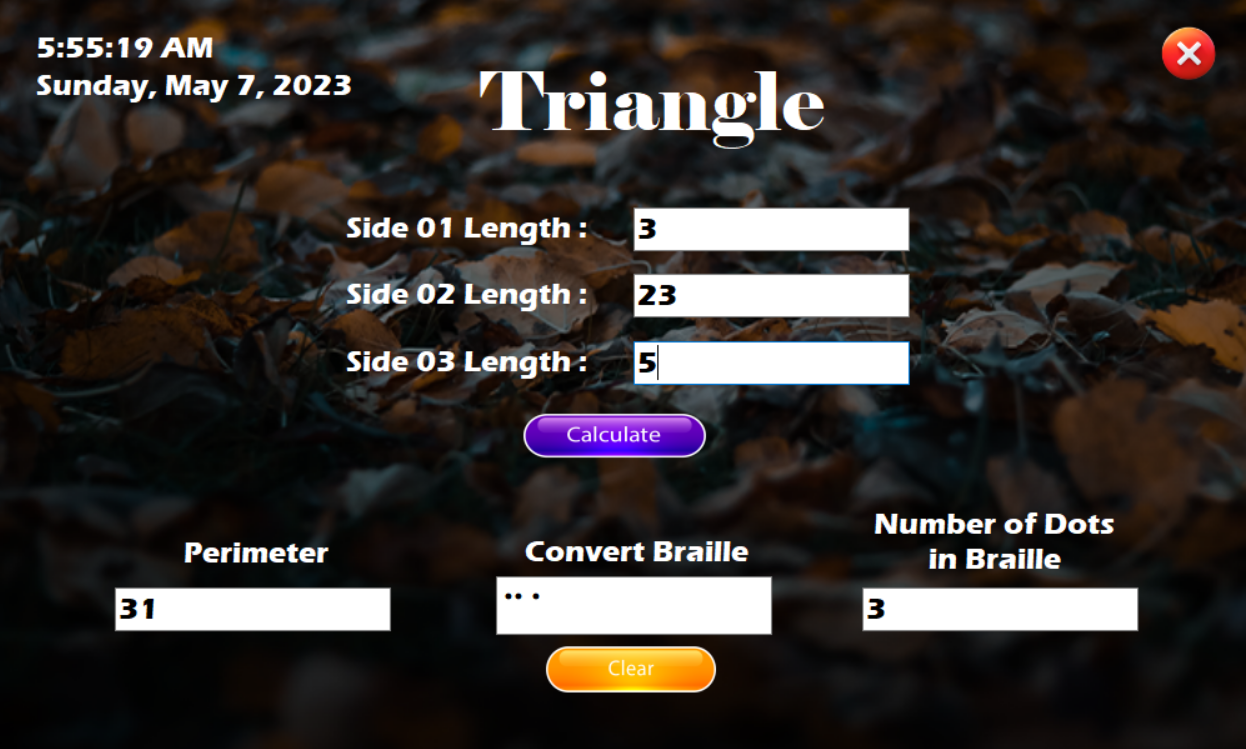 5:55:19 AM
Sunday, May 7, 2023
Triangle
Side 01 Length : 3
Side 02 Length : 23
Side 03 Length : 5
Calculate
Perimeter
31
Convert Braille
⠉ ⠁
Number of Dots
in Braille
3
Clear